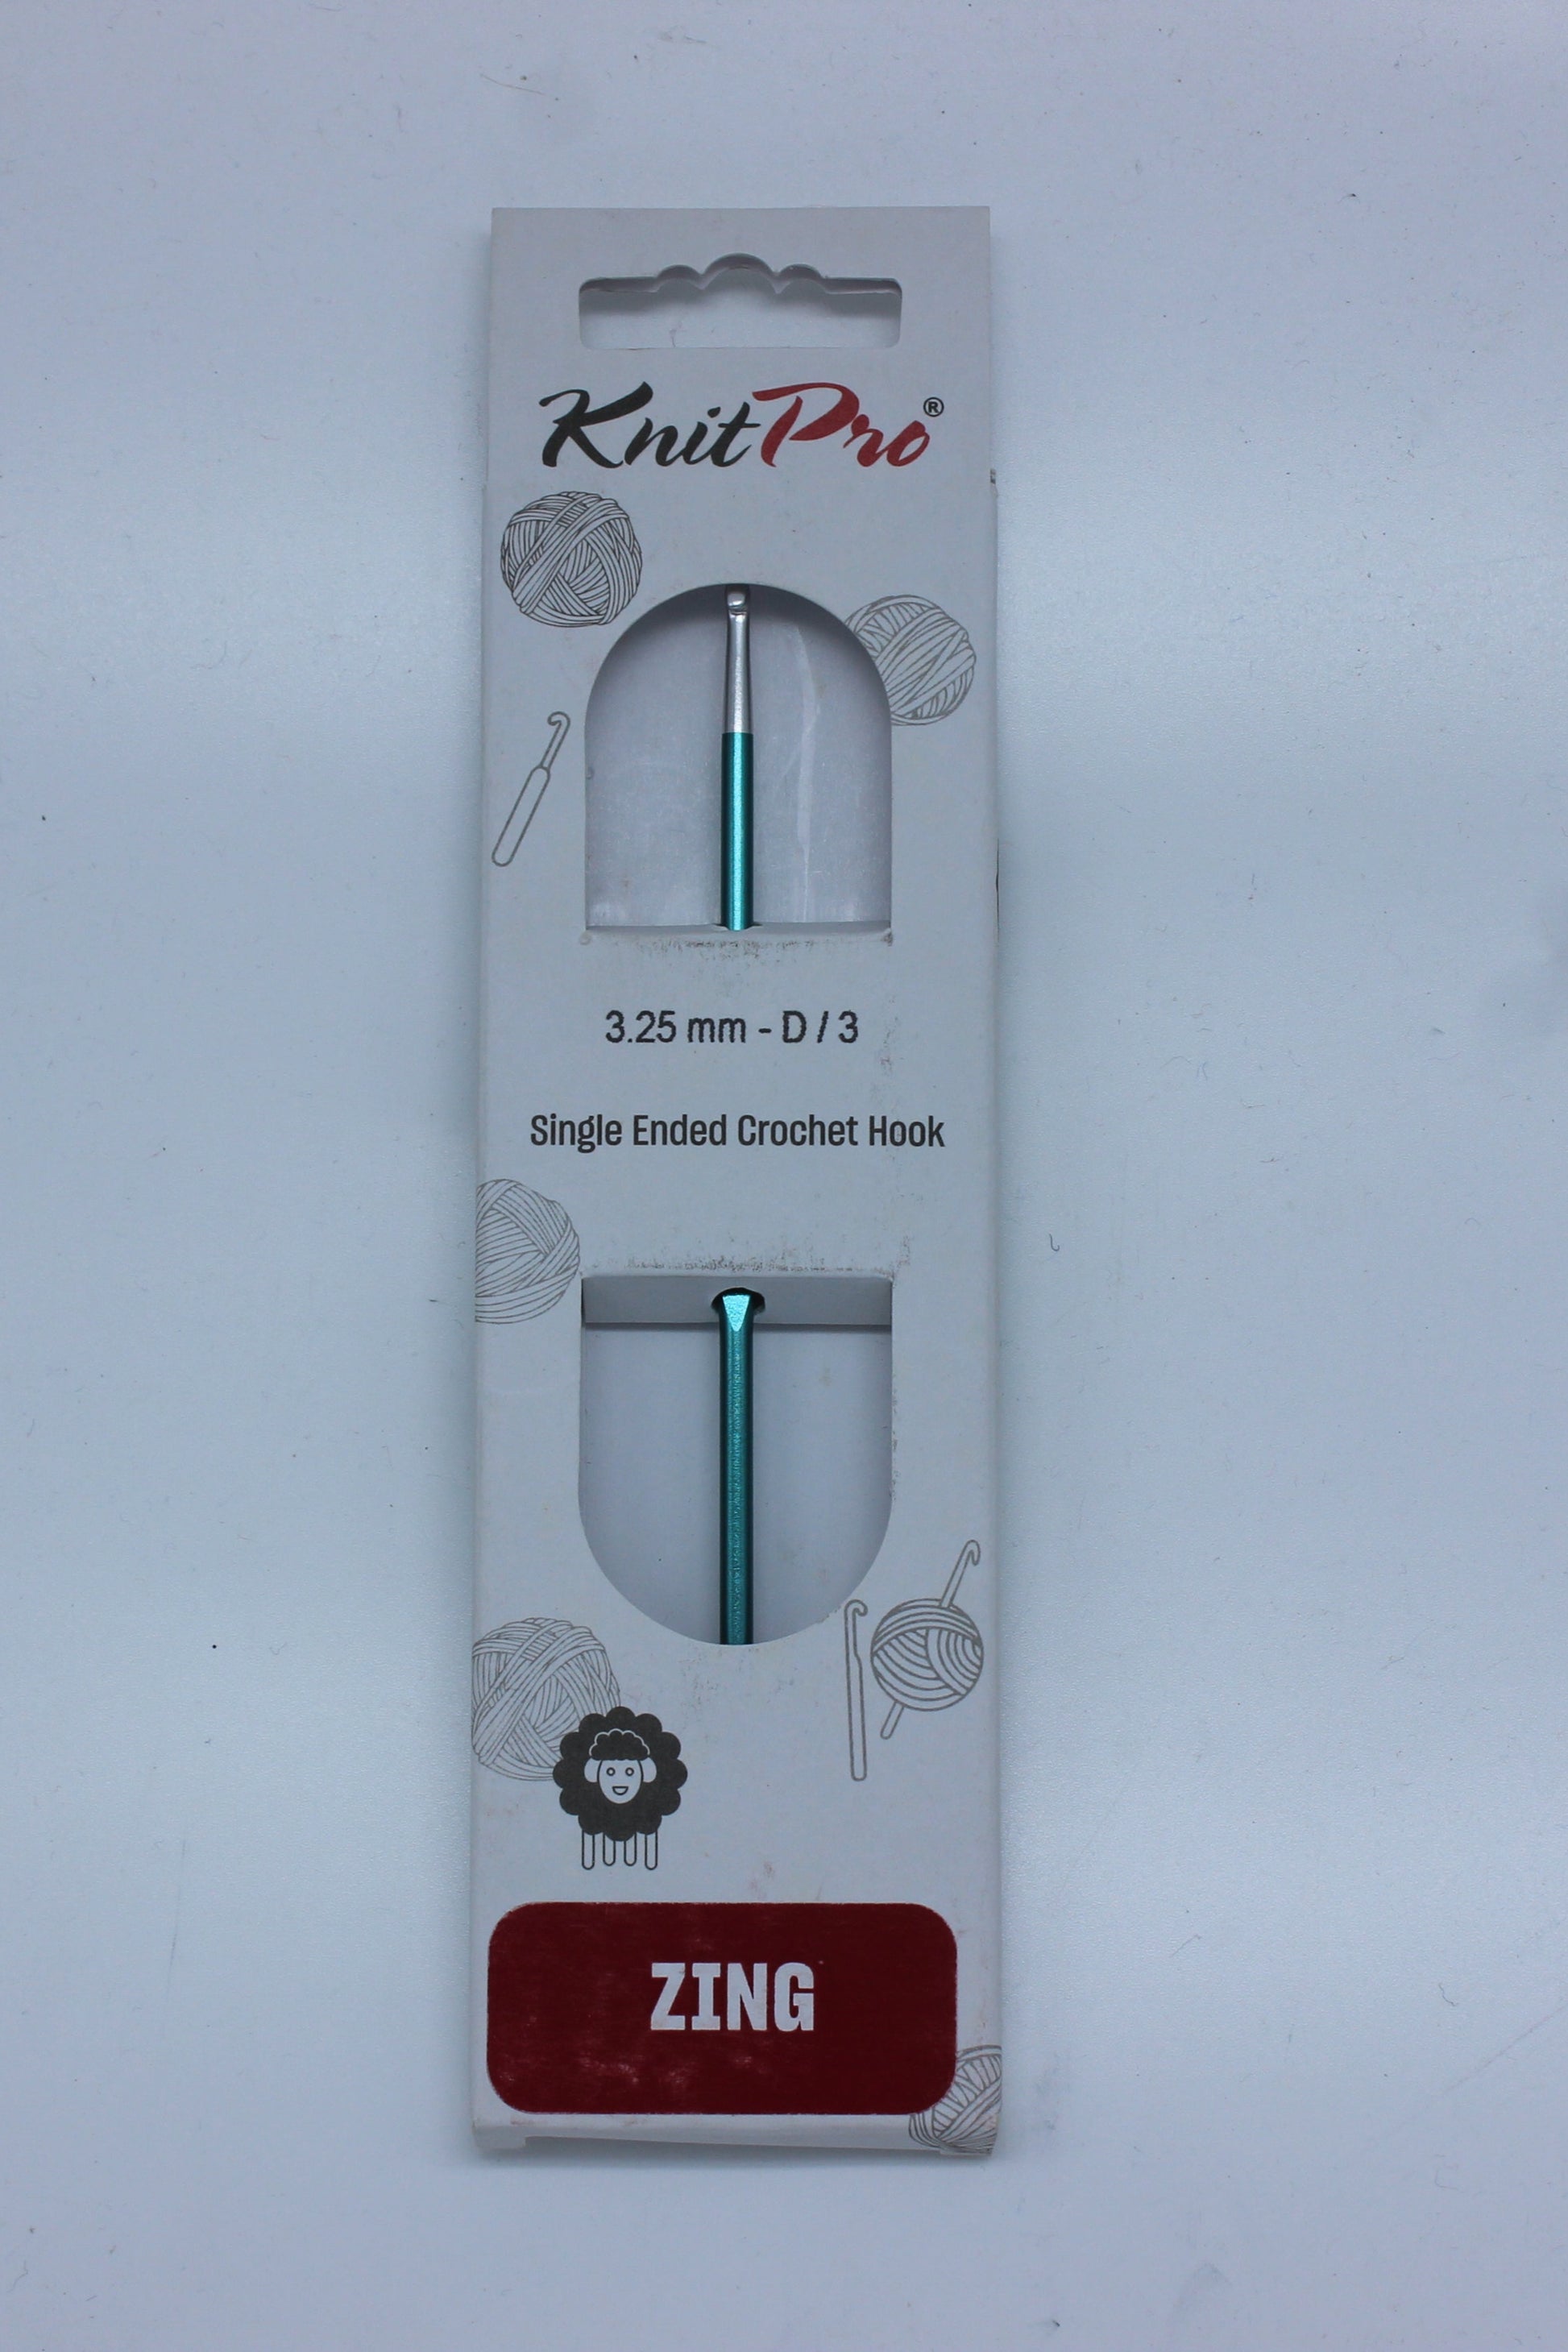 KnitPro®
3.25 mm - D / 3
Single Ended Crochet Hook
ZING